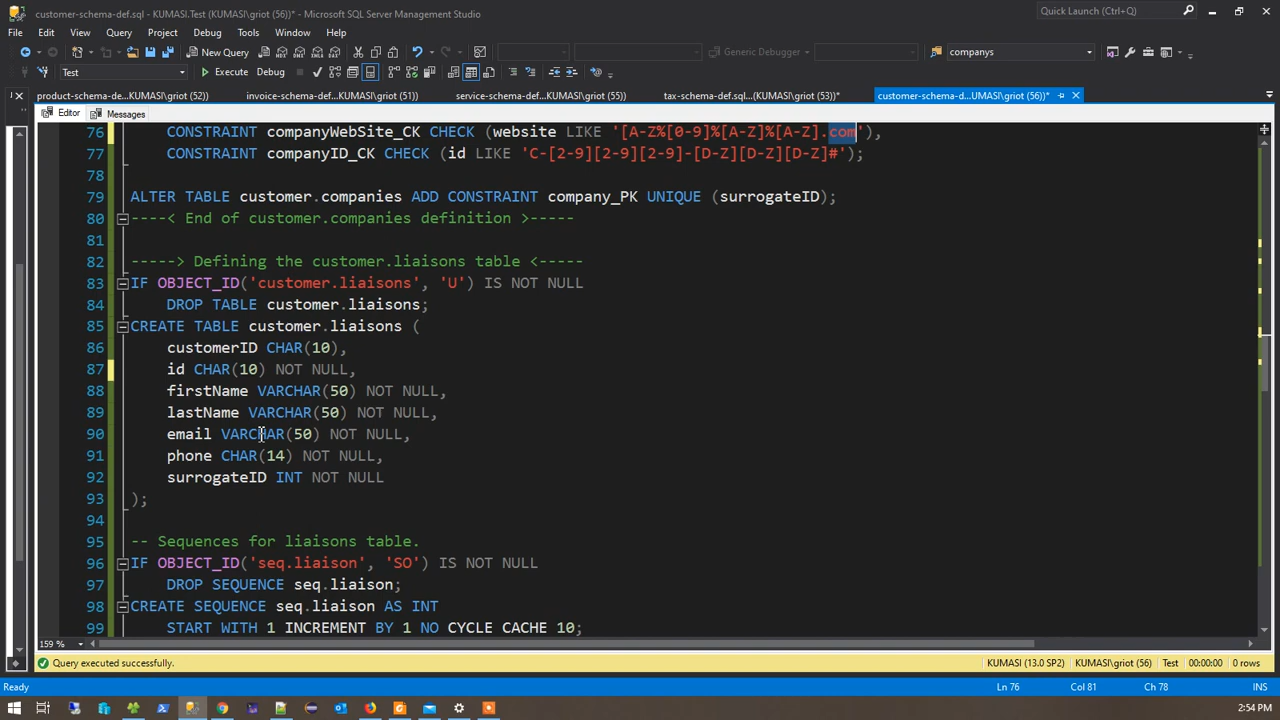 customer-schema-def.sql - KUMASI.Test (KUMASI\griot (56))* - Microsoft SQL Server Management Studio
Quick Launch (Ctrl+Q)
File Edit View Query Project Debug Tools Window Help
New Query
Generic Debugger
companys
Test
Execute Debug
product-schema-de...KUMASI\griot (52))
invoice-schema-def....KUMASI\griot (51))
service-schema-def...KUMASI\griot (55))
tax-schema-def.sql...(KUMASI\griot (53))*
customer-schema-d...UMASI\griot (56))*
Editor Messages
76 CONSTRAINT companyWebSite_CK CHECK (website LIKE '[A-Z%[0-9]%[A-Z]%[A-Z].com'),
77 CONSTRAINT companyID_CK CHECK (id LIKE 'C-[2-9][2-9][2-9]-[D-Z][D-Z][D-Z]#');
78
79 ALTER TABLE customer.companies ADD CONSTRAINT company_PK UNIQUE (surrogateID);
80 ----< End of customer.companies definition >-----
81
82 -----> Defining the customer.liaisons table <-----
83 IF OBJECT_ID('customer.liaisons', 'U') IS NOT NULL
84 DROP TABLE customer.liaisons;
85 CREATE TABLE customer.liaisons (
86 customerID CHAR(10),
87 id CHAR(10) NOT NULL,
88 firstName VARCHAR(50) NOT NULL,
89 lastName VARCHAR(50) NOT NULL,
90 email VARCHAR(50) NOT NULL,
91 phone CHAR(14) NOT NULL,
92 surrogateID INT NOT NULL
93 );
94
95 -- Sequences for liaisons table.
96 IF OBJECT_ID('seq.liaison', 'SO') IS NOT NULL
97 DROP SEQUENCE seq.liaison;
98 CREATE SEQUENCE seq.liaison AS INT
99 START WITH 1 INCREMENT BY 1 NO CYCLE CACHE 10;
159 %
Query executed successfully.
KUMASI (13.0 SP2) KUMASI\griot (56) Test 00:00:00 0 rows
Ready
Ln 76 Col 81 Ch 78 INS
2:54 PM